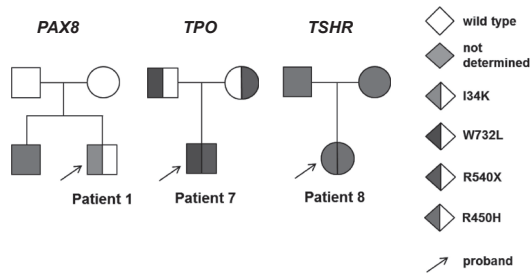 PAX8
TPO
TSHR
Patient 1
Patient 7
Patient 8
wild type
not
determined
I34K
W732L
R540X
R450H
proband